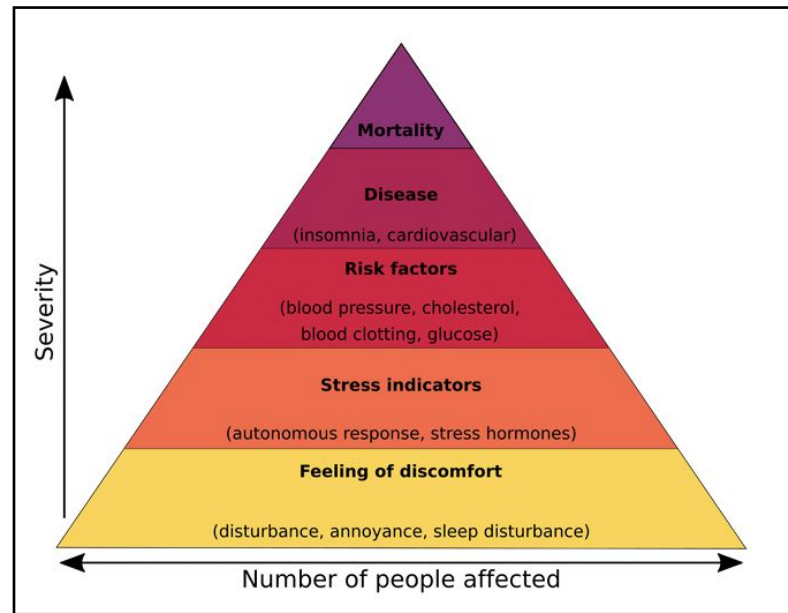 Mortality
Disease
(insomnia, cardiovascular)
Risk factors
(blood pressure, cholesterol,
blood clotting, glucose)
Stress indicators
(autonomous response, stress hormones)
Feeling of discomfort
(disturbance, annoyance, sleep disturbance)
Severity
Number of people affected